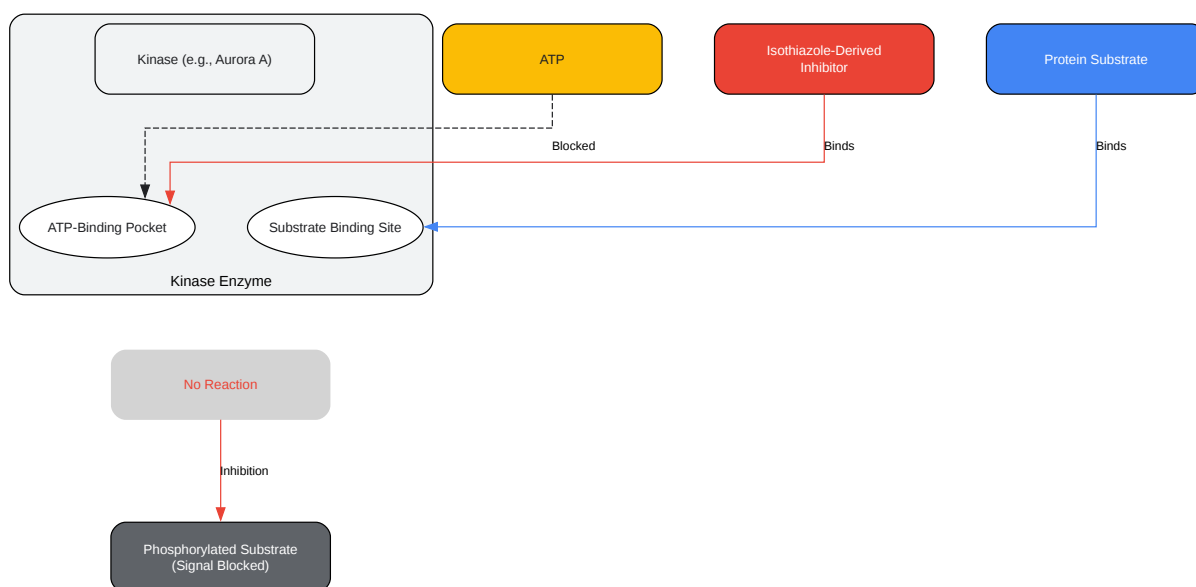 Kinase (e.g., Aurora A)
ATP
Isothiazole-Derived
Inhibitor
Protein Substrate
Blocked
Binds
Binds
ATP-Binding Pocket
Substrate Binding Site
Kinase Enzyme
No Reaction
Inhibition
Phosphorylated Substrate
(Signal Blocked)